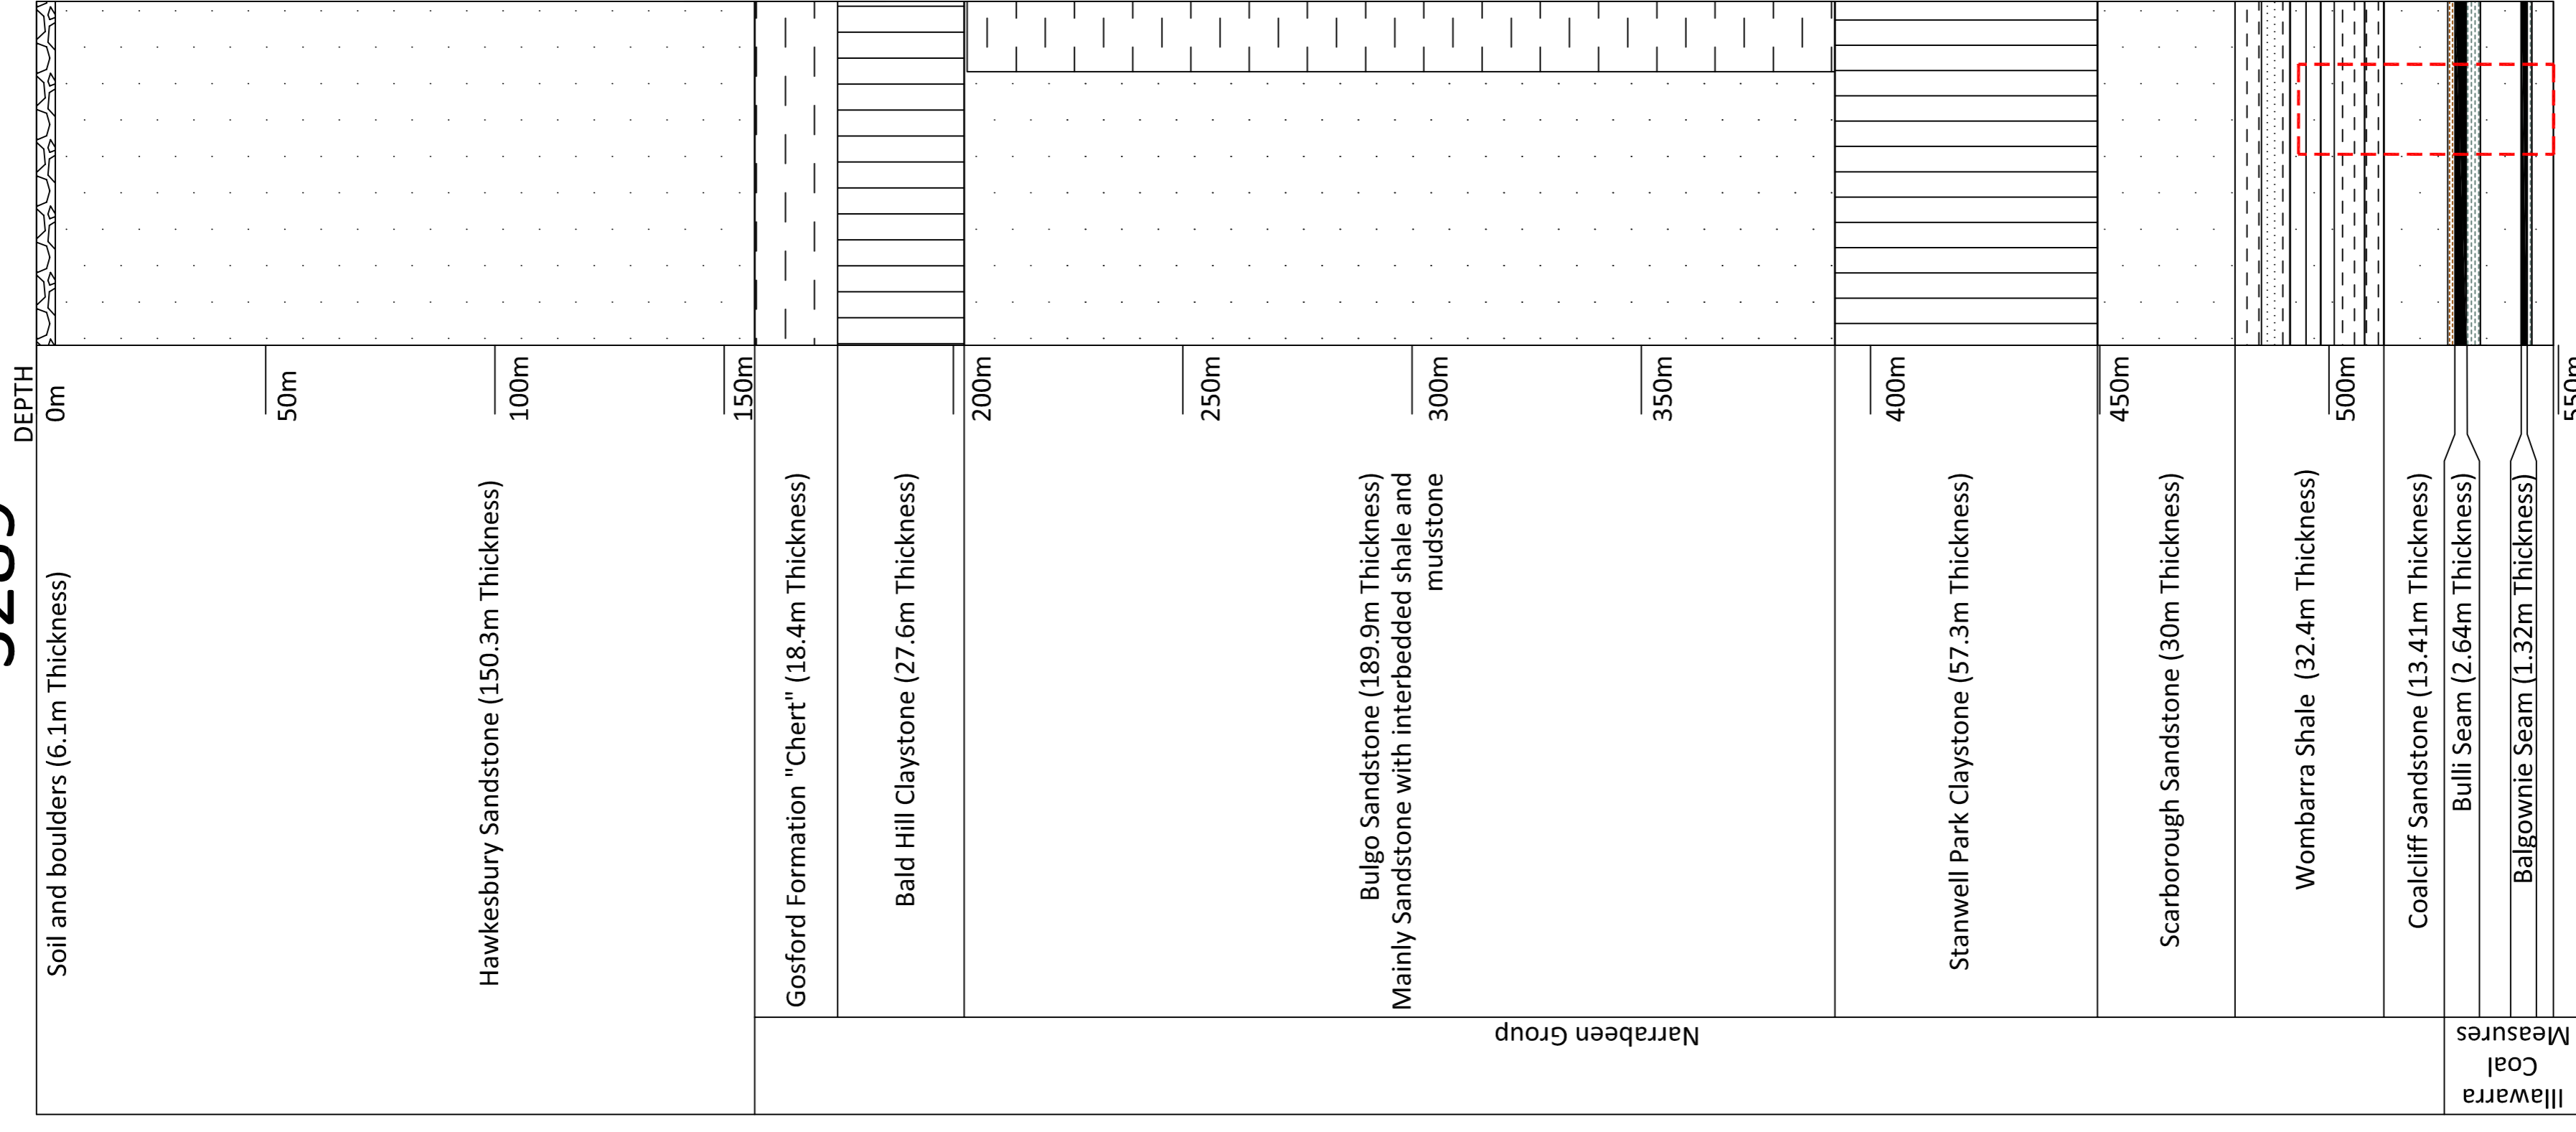 DEPTH
0m
50m
100m
150m
200m
250m
300m
350m
400m
450m
500m
550m
Soil and boulders (6.1m Thickness)
Hawkesbury Sandstone (150.3m Thickness)
Gosford Formation "Chert" (18.4m Thickness)
Bald Hill Claystone (27.6m Thickness)
Bulgo Sandstone (189.9m Thickness)
Mainly Sandstone with interbedded shale and
mudstone
Stanwell Park Claystone (57.3m Thickness)
Scarborough Sandstone (30m Thickness)
Wombarra Shale (32.4m Thickness)
Coalcliff Sandstone (13.41m Thickness)
Bulli Seam (2.64m Thickness)
Balgownie Seam (1.32m Thickness)
Narrabeen Group
Illawarra
Coal
Measures